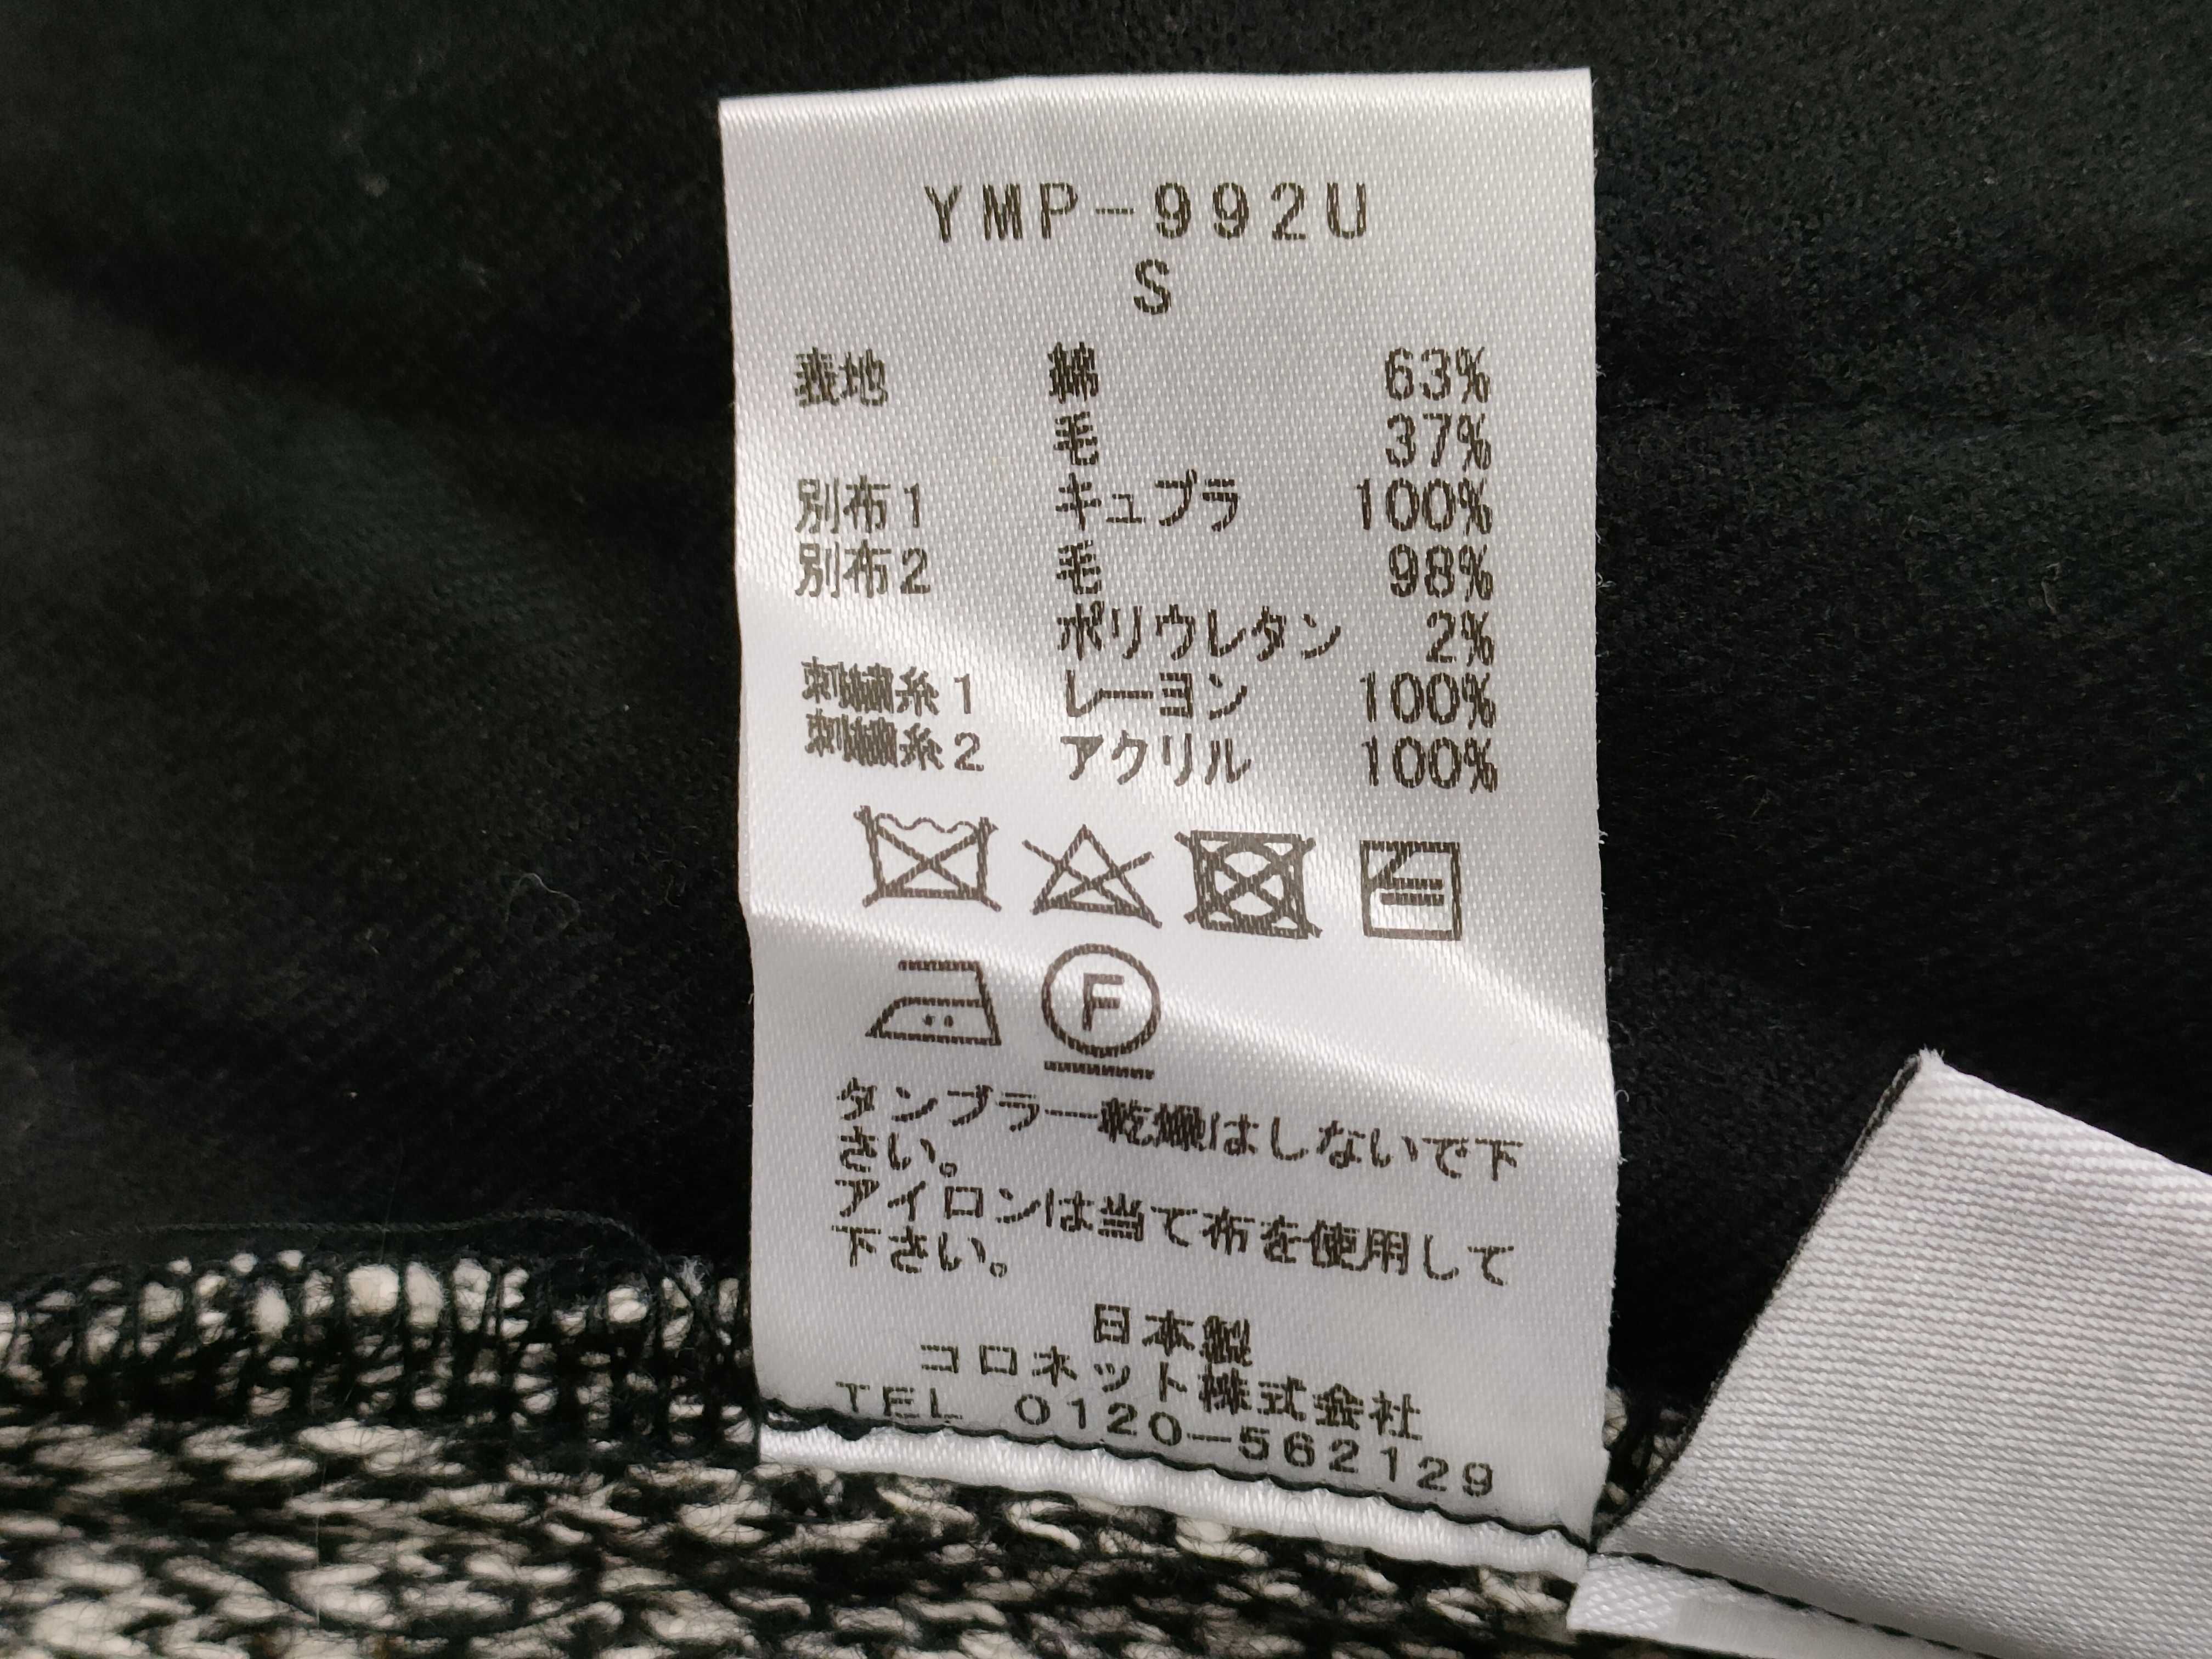 YMP-992U
S
表地 綿 63%
毛 37%
別布1 キュプラ 100%
別布2 毛 98%
ポリウレタン 2%
刺繍糸1 レーヨン 100%
刺繍糸2 アクリル 100%
F
タンブラー乾燥はしないで下
さい。
アイロンは当て布を使用して
下さい。
日本製
コロネット株式会社
TEL 0120-562129